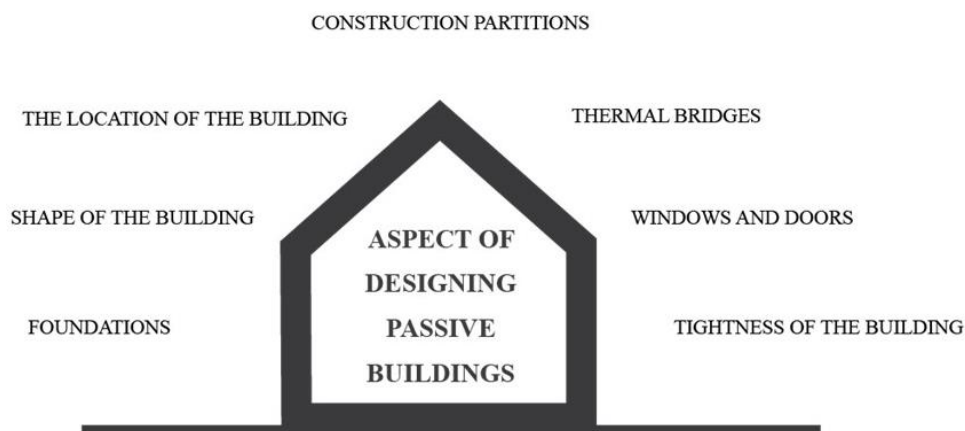 CONSTRUCTION PARTITIONS
THE LOCATION OF THE BUILDING
THERMAL BRIDGES
SHAPE OF THE BUILDING
WINDOWS AND DOORS
ASPECT OF
DESIGNING
PASSIVE
BUILDINGS
FOUNDATIONS
TIGHTNESS OF THE BUILDING